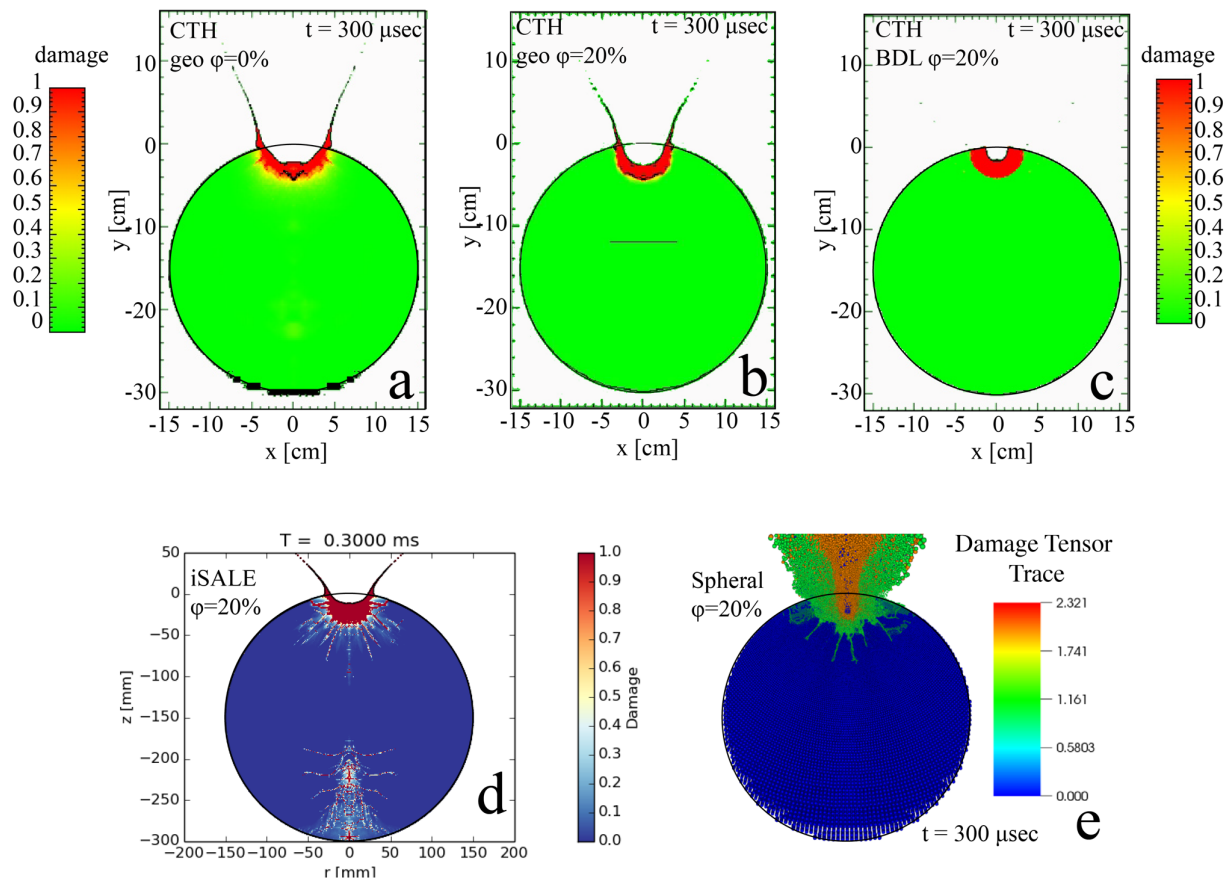 damage
1
0.9
0.8
0.7
0.6
0.5
0.4
0.3
0.2
0.1
0
CTH t = 300 μsec
geo φ=0%
10
0
-10
-20
-30
y [cm]
a
-15 -10 -5 0 5 10 15
x [cm]
CTH t = 300 μsec
geo φ=20%
10
0
-10
-20
-30
y [cm]
b
-15 -10 -5 0 5 10 15
x [cm]
CTH t = 300 μsec
BDL φ=20%
10
0
-10
-20
-30
y [cm]
c
-15 -10 -5 0 5 10 15
x [cm]
damage
1
0.9
0.8
0.7
0.6
0.5
0.4
0.3
0.2
0.1
0
T = 0.3000 ms
iSALE
φ=20%
50
0
−50
−100
−150
−200
−250
−300
z [mm]
d
−200 −150 −100 −50 0 50 100 150 200
r [mm]
1.0
0.9
0.8
0.7
0.6
0.5
0.4
0.3
0.2
0.1
0.0
Damage
Spheral
φ=20%
Damage Tensor
Trace
2.321
1.741
1.161
0.5803
0.000
t = 300 μsec
e